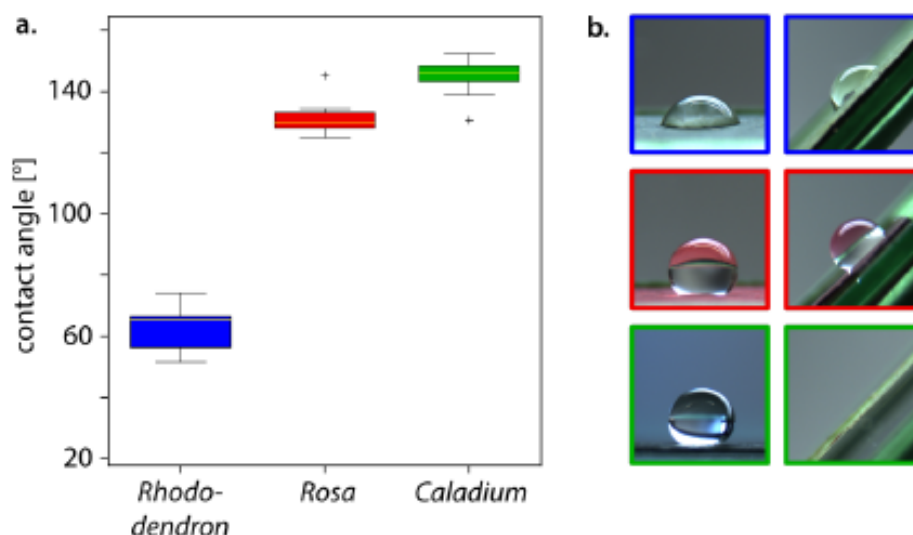 a.
b.
contact angle [°]
140
100
60
20
Rhodo-
dendron
Rosa
Caladium